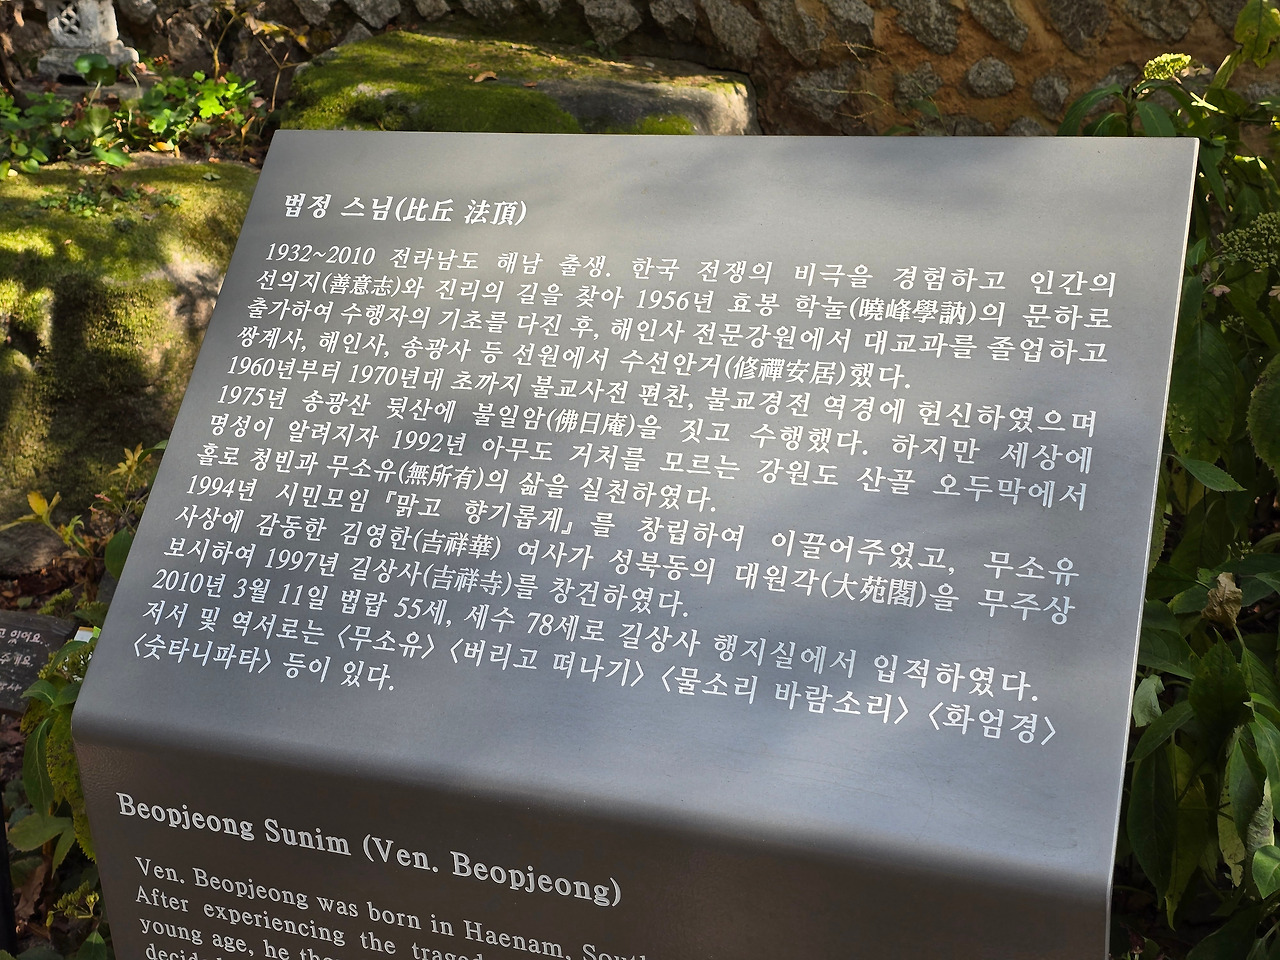 법정 스님(比丘 法頂)
1932~2010 전라남도 해남 출생. 한국 전쟁의 비극을 경험하고 인간의
선의지(善意志)와 진리의 길을 찾아 1956년 효봉 학눌(曉峰學訥)의 문하로
출가하여 수행자의 기초를 다진 후, 해인사 전문강원에서 대교과를 졸업하고
쌍계사, 해인사, 송광사 등 선원에서 수선안거(修禪安居)했다.
1960년부터 1970년대 초까지 불교사전 편찬, 불교경전 역경에 헌신하였으며
1975년 송광산 뒷산에 불일암(佛日庵)을 짓고 수행했다. 하지만 세상에
명성이 알려지자 1992년 아무도 거처를 모르는 강원도 산골 오두막에서
홀로 청빈과 무소유(無所有)의 삶을 실천하였다.
1994년 시민모임 『맑고 향기롭게』를 창립하여 이끌어주었고, 무소유
사상에 감동한 김영한(吉祥華) 여사가 성북동의 대원각(大苑閣)을 무주상
보시하여 1997년 길상사(吉祥寺)를 창건하였다.
2010년 3월 11일 법랍 55세, 세수 78세로 길상사 행지실에서 입적하였다.
저서 및 역서로는 〈무소유〉 〈버리고 떠나기〉 〈물소리 바람소리〉 〈화엄경〉
〈숫타니파타〉 등이 있다.
Beopjeong Sunim (Ven. Beopjeong)
Ven. Beopjeong was born in Haenam,
After experiencing the
young age, he